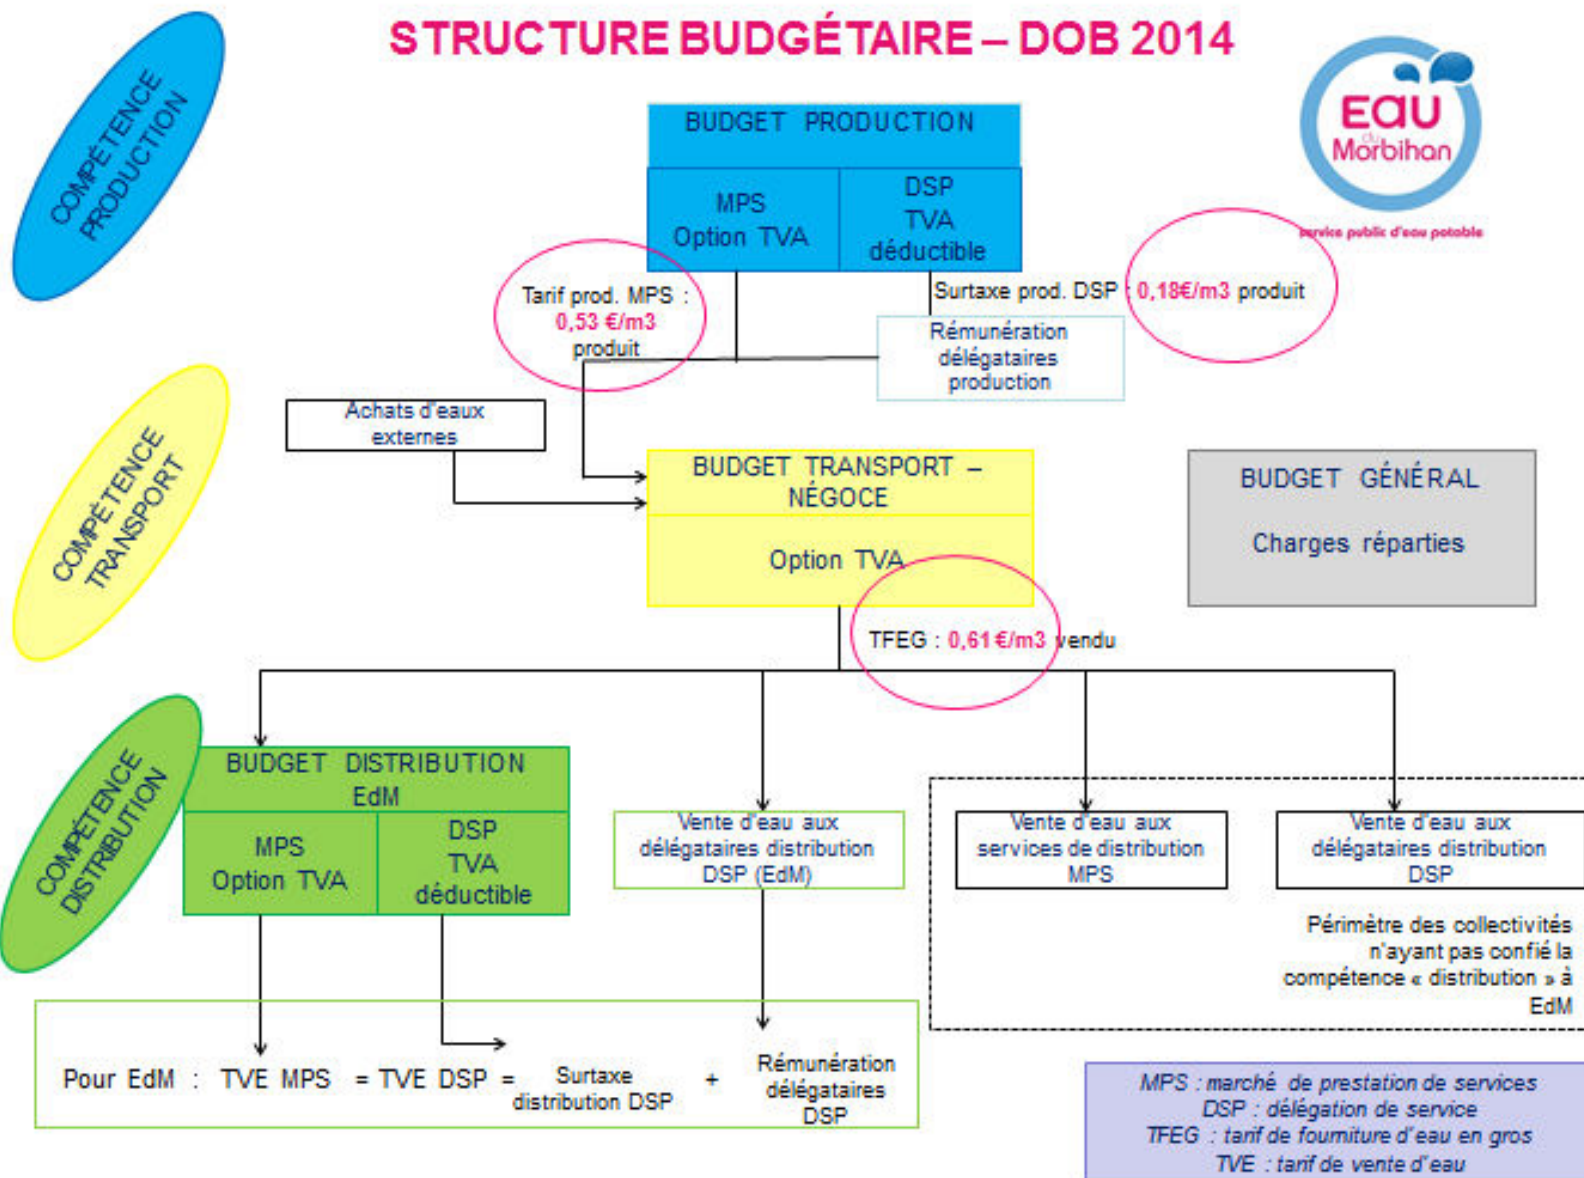 STRUCTURE BUDGÉTAIRE – DOB 2014
COMPÉTENCE
PRODUCTION
EAU
du
Morbihan
service public d'eau potable
BUDGET PRODUCTION
MPS
Option TVA
DSP
TVA
déductible
Tarif prod. MPS :
0,53 €/m3
produit
Surtaxe prod. DSP : 0,18€/m3 produit
Rémunération
délégataires
production
Achats d'eaux
externes
COMPÉTENCE
TRANSPORT
BUDGET TRANSPORT –
NÉGOCE
Option TVA
BUDGET GÉNÉRAL
Charges réparties
TFEG : 0,61€/m3 vendu
COMPÉTENCE
DISTRIBUTION
BUDGET DISTRIBUTION
EdM
MPS
Option TVA
DSP
TVA
déductible
Vente d'eau aux
délégataires distribution
DSP (EdM)
Vente d'eau aux
services de distribution
MPS
Vente d'eau aux
délégataires distribution
DSP
Périmètre des collectivités
n'ayant pas confié la
compétence « distribution » à
EdM
Pour EdM : TVE MPS = TVE DSP =
Surtaxe
distribution DSP
+
Rémunération
délégataires
DSP
MPS : marché de prestation de services
DSP : délégation de service
TFEG : tarif de fourniture d'eau en gros
TVE : tarif de vente d'eau